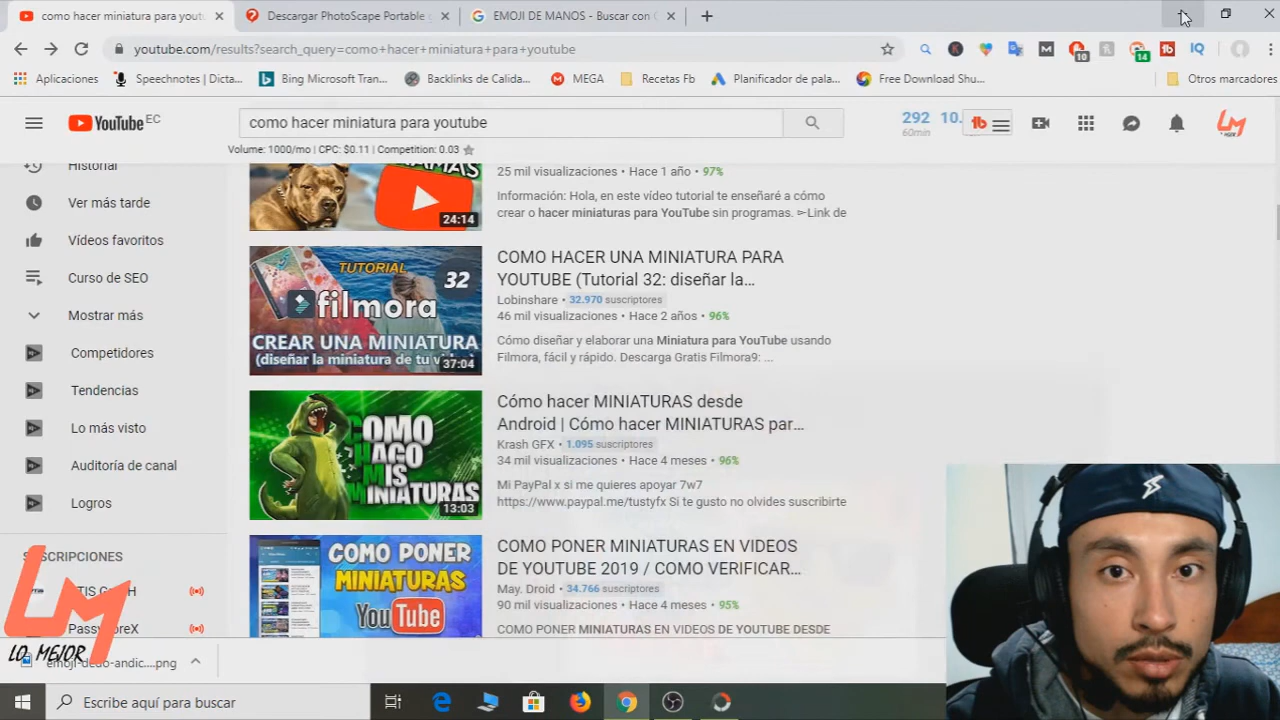 como hacer miniatura para yout
Descargar PhotoScape Portable
EMOJI DE MANOS - Buscar con
youtube.com/results?search_query=como+hacer+miniatura+para+youtube
10
14
Aplicaciones
Speechnotes | Dicta...
Bing Microsoft Tran...
Backlinks de Calida...
MEGA
Recetas Fb
Planificador de pala...
Free Download Shu...
Otros marcadores
YouTube EC
como hacer miniatura para youtube
292
60min
10.
Volume: 1000/mo | CPC: $0.11 | Competition: 0.03
Historial
Ver más tarde
Vídeos favoritos
Curso de SEO
Mostrar más
Competidores
Tendencias
Lo más visto
Auditoría de canal
Logros
24:14
25 mil visualizaciones • Hace 1 año • 97%
Información: Hola, en este vídeo tutorial te enseñaré a cómo
crear o hacer miniaturas para YouTube sin programas. ➢Link de
TUTORIAL
32
filmora
CREAR UNA MINIATURA
(diseñar la miniatura de tu
37:04
COMO HACER UNA MINIATURA PARA
YOUTUBE (Tutorial 32: diseñar la...
Lobinshare • 32.970 suscriptores
46 mil visualizaciones • Hace 2 años • 96%
Cómo diseñar y elaborar una Miniatura para YouTube usando
Filmora, fácil y rápido. Descarga Gratis Filmora9: ...
COMO
HAGO
MIS
MINIATURAS
13:03
Cómo hacer MINIATURAS desde
Android | Cómo hacer MINIATURAS par...
Krash GFX • 1.095 suscriptores
34 mil visualizaciones • Hace 4 meses • 96%
Mi PayPal x si me quieres apoyar 7w7
https://www.paypal.me/tustyfx Si te gusto no olvides suscribirte
COMO PONER
MINIATURAS
YouTube
COMO PONER MINIATURAS EN VIDEOS
DE YOUTUBE 2019 / COMO VERIFICAR...
May. Droid • 34.766 suscriptores
90 mil visualizaciones • Hace 4 meses • 95%
COMO PONER MINIATURAS EN VIDEOS DE YOUTUBE DESDE
LM
LO MEJOR
emoji-dedo-andic....png
Escribe aquí para buscar